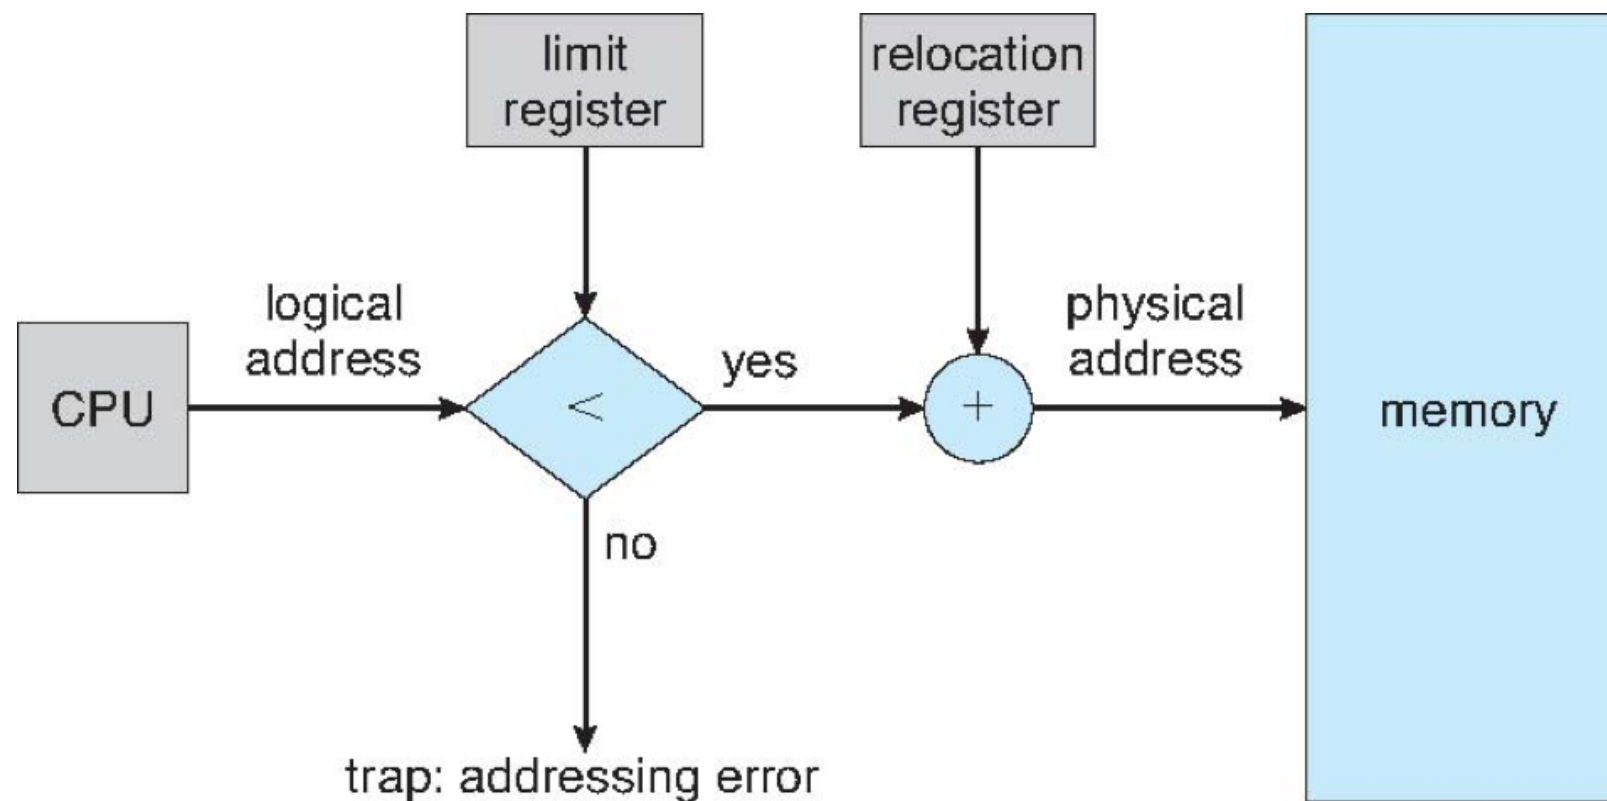 limit
register
relocation
register
logical
address
physical
address
CPU
<
yes
+
memory
no
trap: addressing error